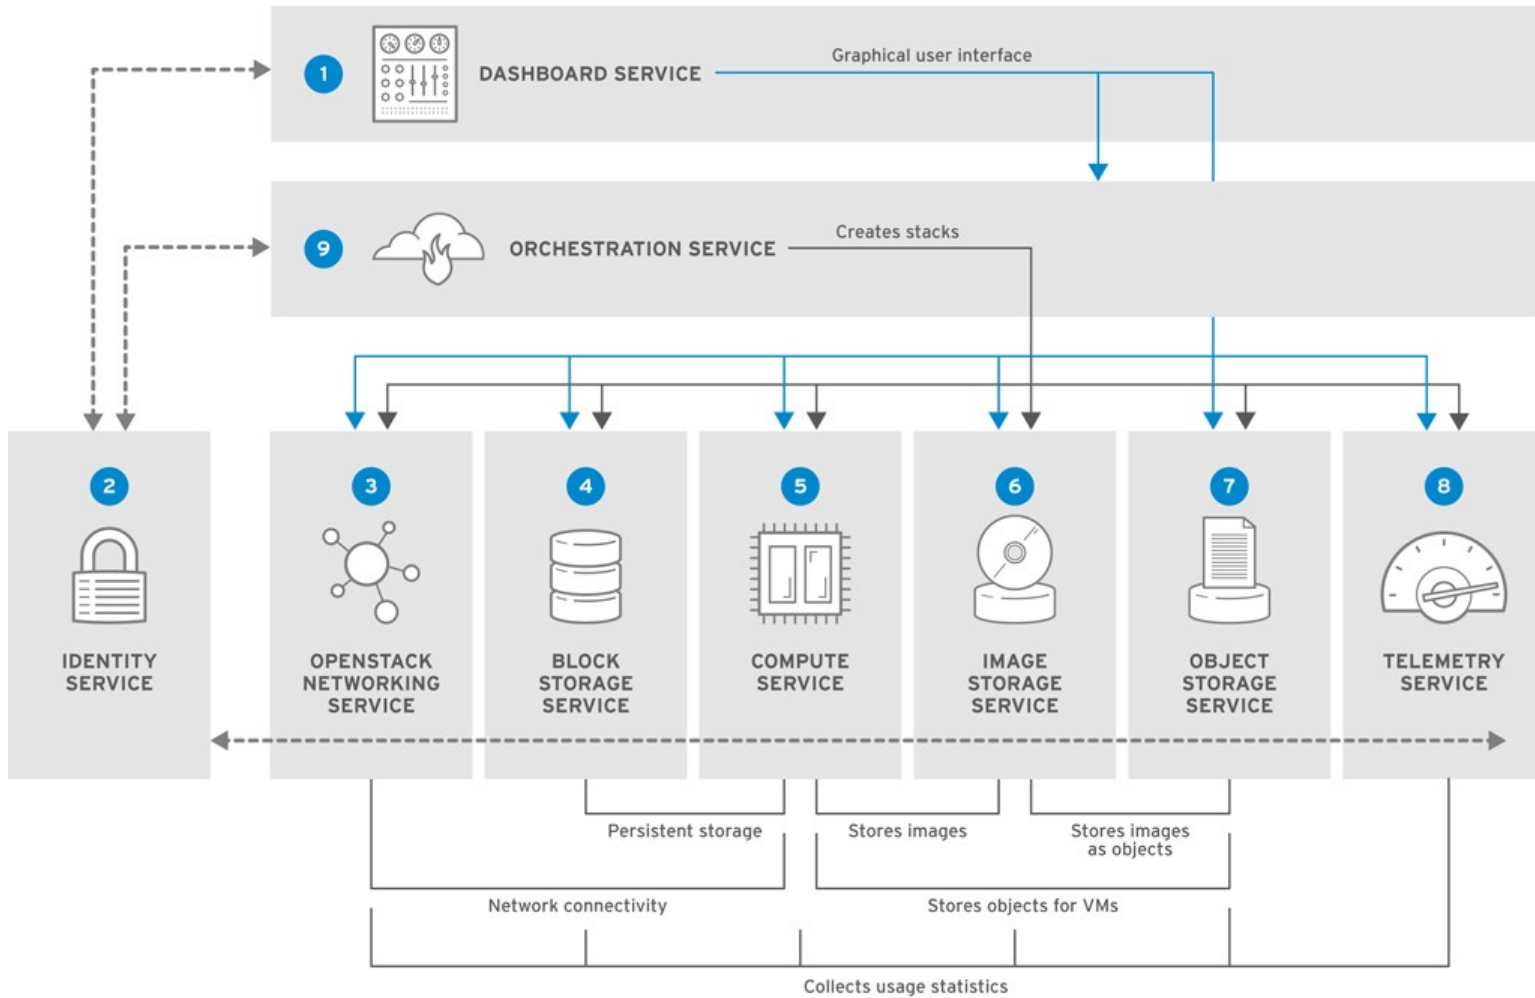 1
DASHBOARD SERVICE
Graphical user interface
9
ORCHESTRATION SERVICE
Creates stacks
2
IDENTITY
SERVICE
3
OPENSTACK
NETWORKING
SERVICE
4
BLOCK
STORAGE
SERVICE
5
COMPUTE
SERVICE
6
IMAGE
STORAGE
SERVICE
7
OBJECT
STORAGE
SERVICE
8
TELEMETRY
SERVICE
Persistent storage
Stores images
Stores images
as objects
Network connectivity
Stores objects for VMs
Collects usage statistics